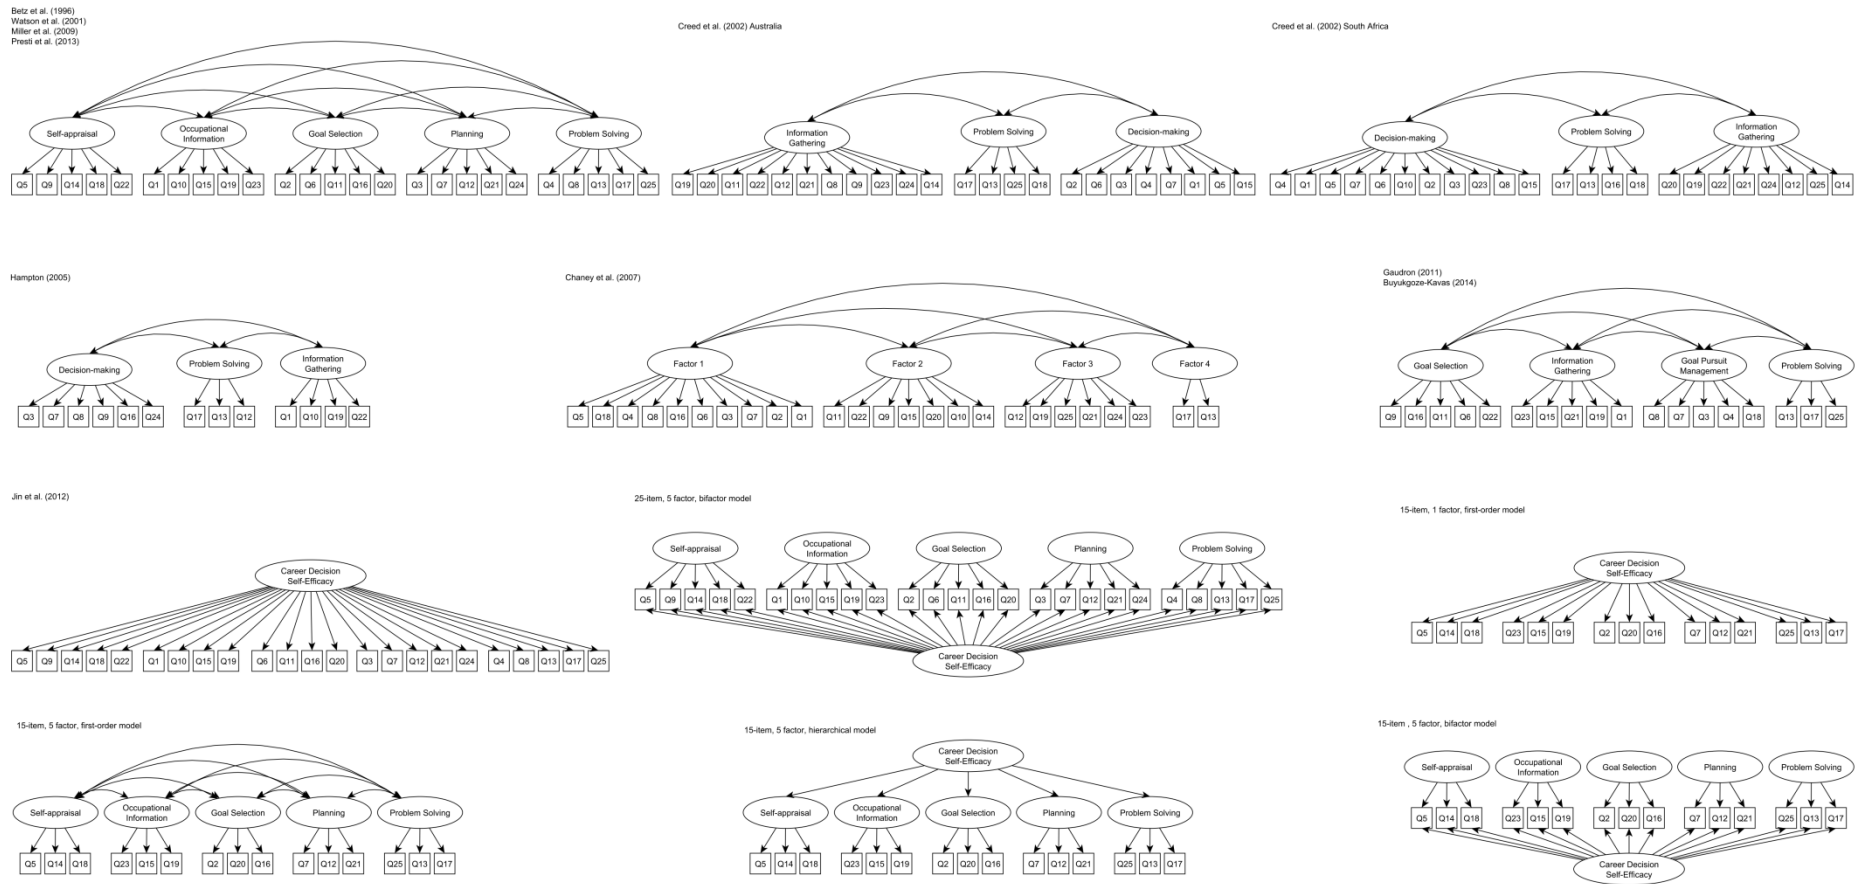 Betz et al. (1996)
Watson et al. (2001)
Miller et al. (2009)
Presti et al. (2013)
Self-appraisal
Occupational
Information
Goal Selection
Planning
Problem Solving
Q5 Q9 Q14 Q18 Q22 Q1 Q10 Q15 Q19 Q23 Q2 Q6 Q11 Q16 Q20 Q3 Q7 Q12 Q21 Q24 Q4 Q8 Q13 Q17 Q25
Creed et al. (2002) Australia
Information
Gathering
Problem Solving
Decision-making
Q19 Q20 Q11 Q22 Q12 Q21 Q8 Q9 Q23 Q24 Q14 Q17 Q13 Q25 Q18 Q2 Q6 Q3 Q4 Q7 Q1 Q5 Q15
Creed et al. (2002) South Africa
Decision-making
Problem Solving
Information
Gathering
Q4 Q1 Q5 Q7 Q6 Q10 Q2 Q3 Q23 Q8 Q15 Q17 Q13 Q16 Q18 Q20 Q19 Q22 Q21 Q24 Q12 Q25 Q14
Hampton (2005)
Decision-making
Problem Solving
Information
Gathering
Q3 Q7 Q8 Q9 Q16 Q24 Q17 Q13 Q12 Q1 Q10 Q19 Q22
Chaney et al. (2007)
Factor 1
Factor 2
Factor 3
Factor 4
Q5 Q18 Q4 Q8 Q16 Q6 Q3 Q7 Q2 Q1 Q11 Q22 Q9 Q15 Q20 Q10 Q14 Q12 Q19 Q25 Q21 Q24 Q23 Q17 Q13
Gaudron (2011)
Buyukgoze-Kavas (2014)
Goal Selection
Information
Gathering
Goal Pursuit
Management
Problem Solving
Q9 Q16 Q11 Q6 Q22 Q23 Q15 Q21 Q19 Q1 Q8 Q7 Q3 Q4 Q18 Q13 Q17 Q25
Jin et al. (2012)
Career Decision
Self-Efficacy
Q5 Q9 Q14 Q18 Q22 Q1 Q10 Q15 Q19 Q6 Q11 Q16 Q20 Q3 Q7 Q12 Q21 Q24 Q4 Q8 Q13 Q17 Q25
25-item, 5 factor, bifactor model
Self-appraisal
Occupational
Information
Goal Selection
Planning
Problem Solving
Q5 Q9 Q14 Q18 Q22 Q1 Q10 Q15 Q19 Q23 Q2 Q6 Q11 Q16 Q20 Q3 Q7 Q12 Q21 Q24 Q4 Q8 Q13 Q17 Q25
Career Decision
Self-Efficacy
15-item, 1 factor, first-order model
Career Decision
Self-Efficacy
Q5 Q14 Q18 Q23 Q15 Q19 Q2 Q20 Q16 Q7 Q12 Q21 Q25 Q13 Q17
15-item, 5 factor, first-order model
Self-appraisal
Occupational
Information
Goal Selection
Planning
Problem Solving
Q5 Q14 Q18 Q23 Q15 Q19 Q2 Q20 Q16 Q7 Q12 Q21 Q25 Q13 Q17
15-item, 5 factor, hierarchical model
Career Decision
Self-Efficacy
Self-appraisal
Occupational
Information
Goal Selection
Planning
Problem Solving
Q5 Q14 Q18 Q23 Q15 Q19 Q2 Q20 Q16 Q7 Q12 Q21 Q25 Q13 Q17
15-item , 5 factor, bifactor model
Self-appraisal
Occupational
Information
Goal Selection
Planning
Problem Solving
Q5 Q14 Q18 Q23 Q15 Q19 Q2 Q20 Q16 Q7 Q12 Q21 Q25 Q13 Q17
Career Decision
Self-Efficacy